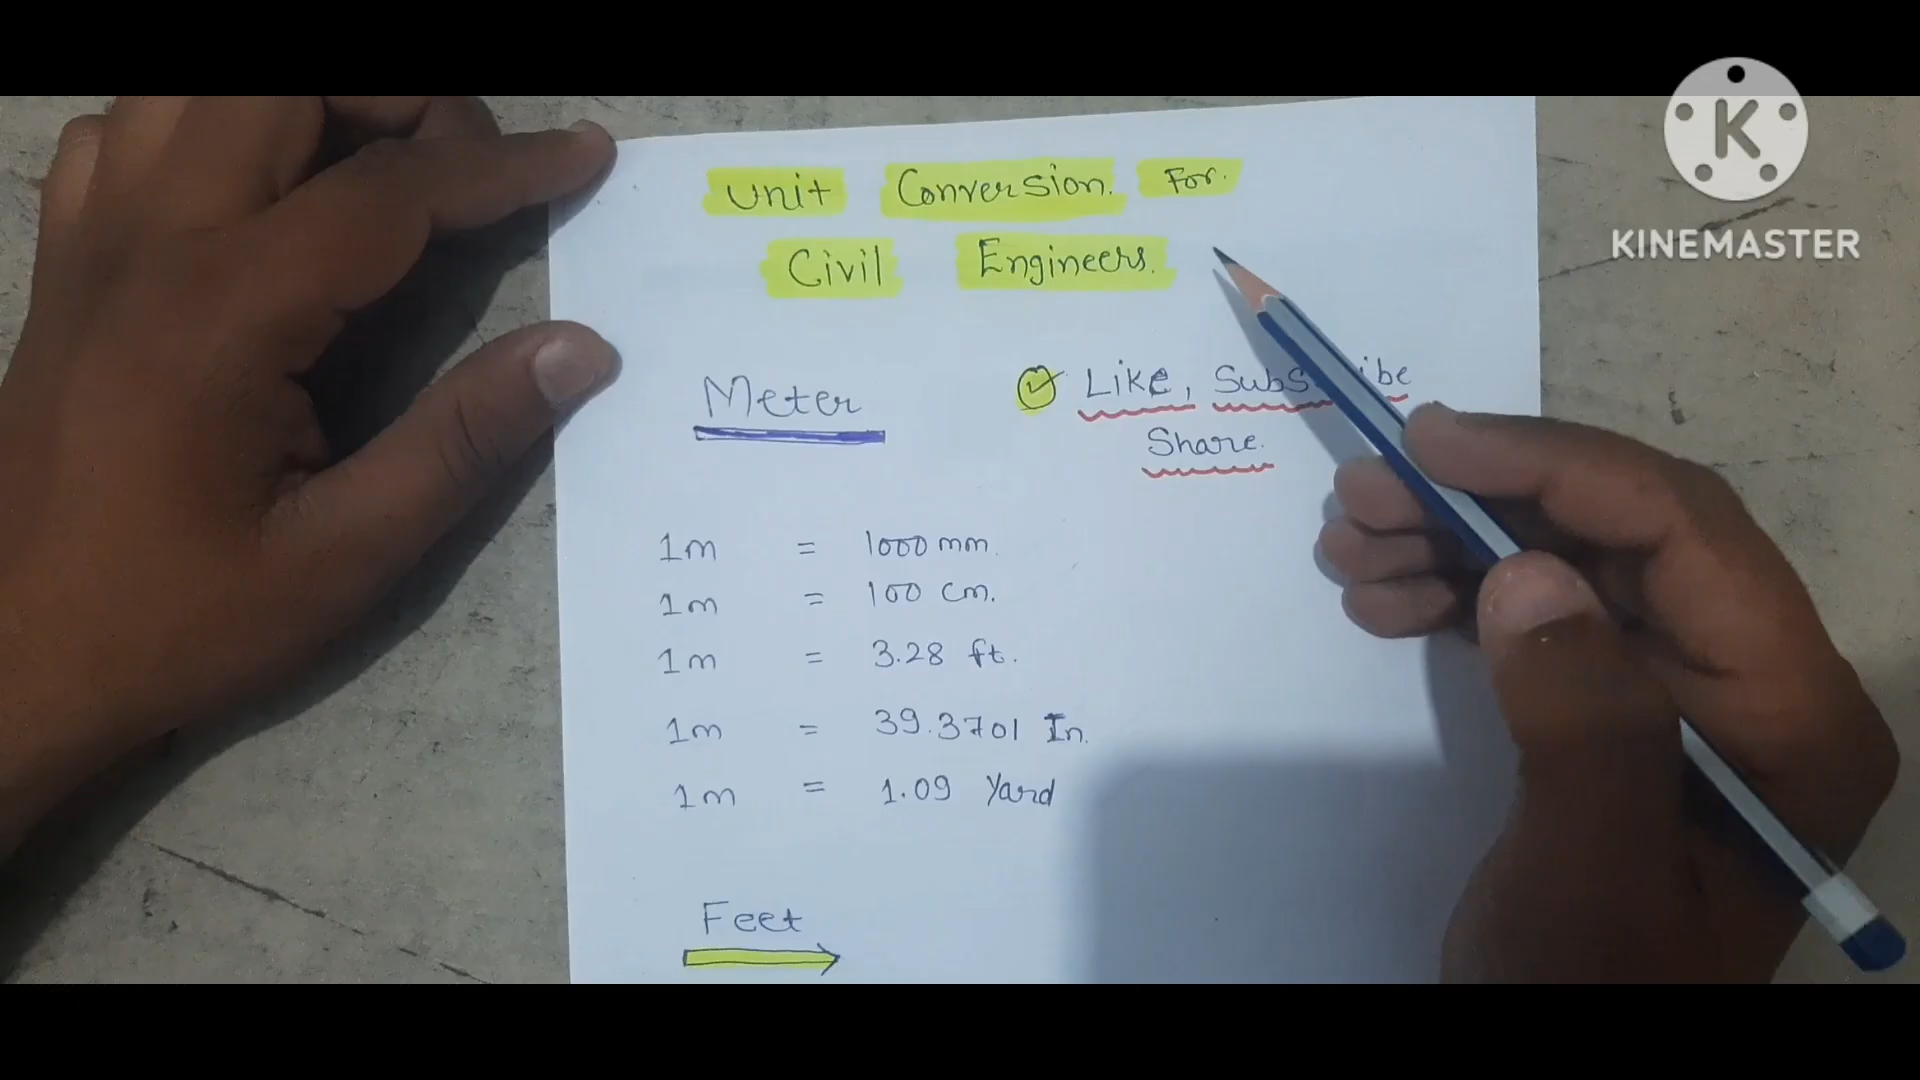 Unit Conversion. For.
Civil Engineers.
Meter
Like, Subscribe
Share.
1m = 1000 mm.
1m = 100 cm.
1m = 3.28 ft.
1m = 39.3701 In.
1m = 1.09 Yard
Feet
K
KINEMASTER